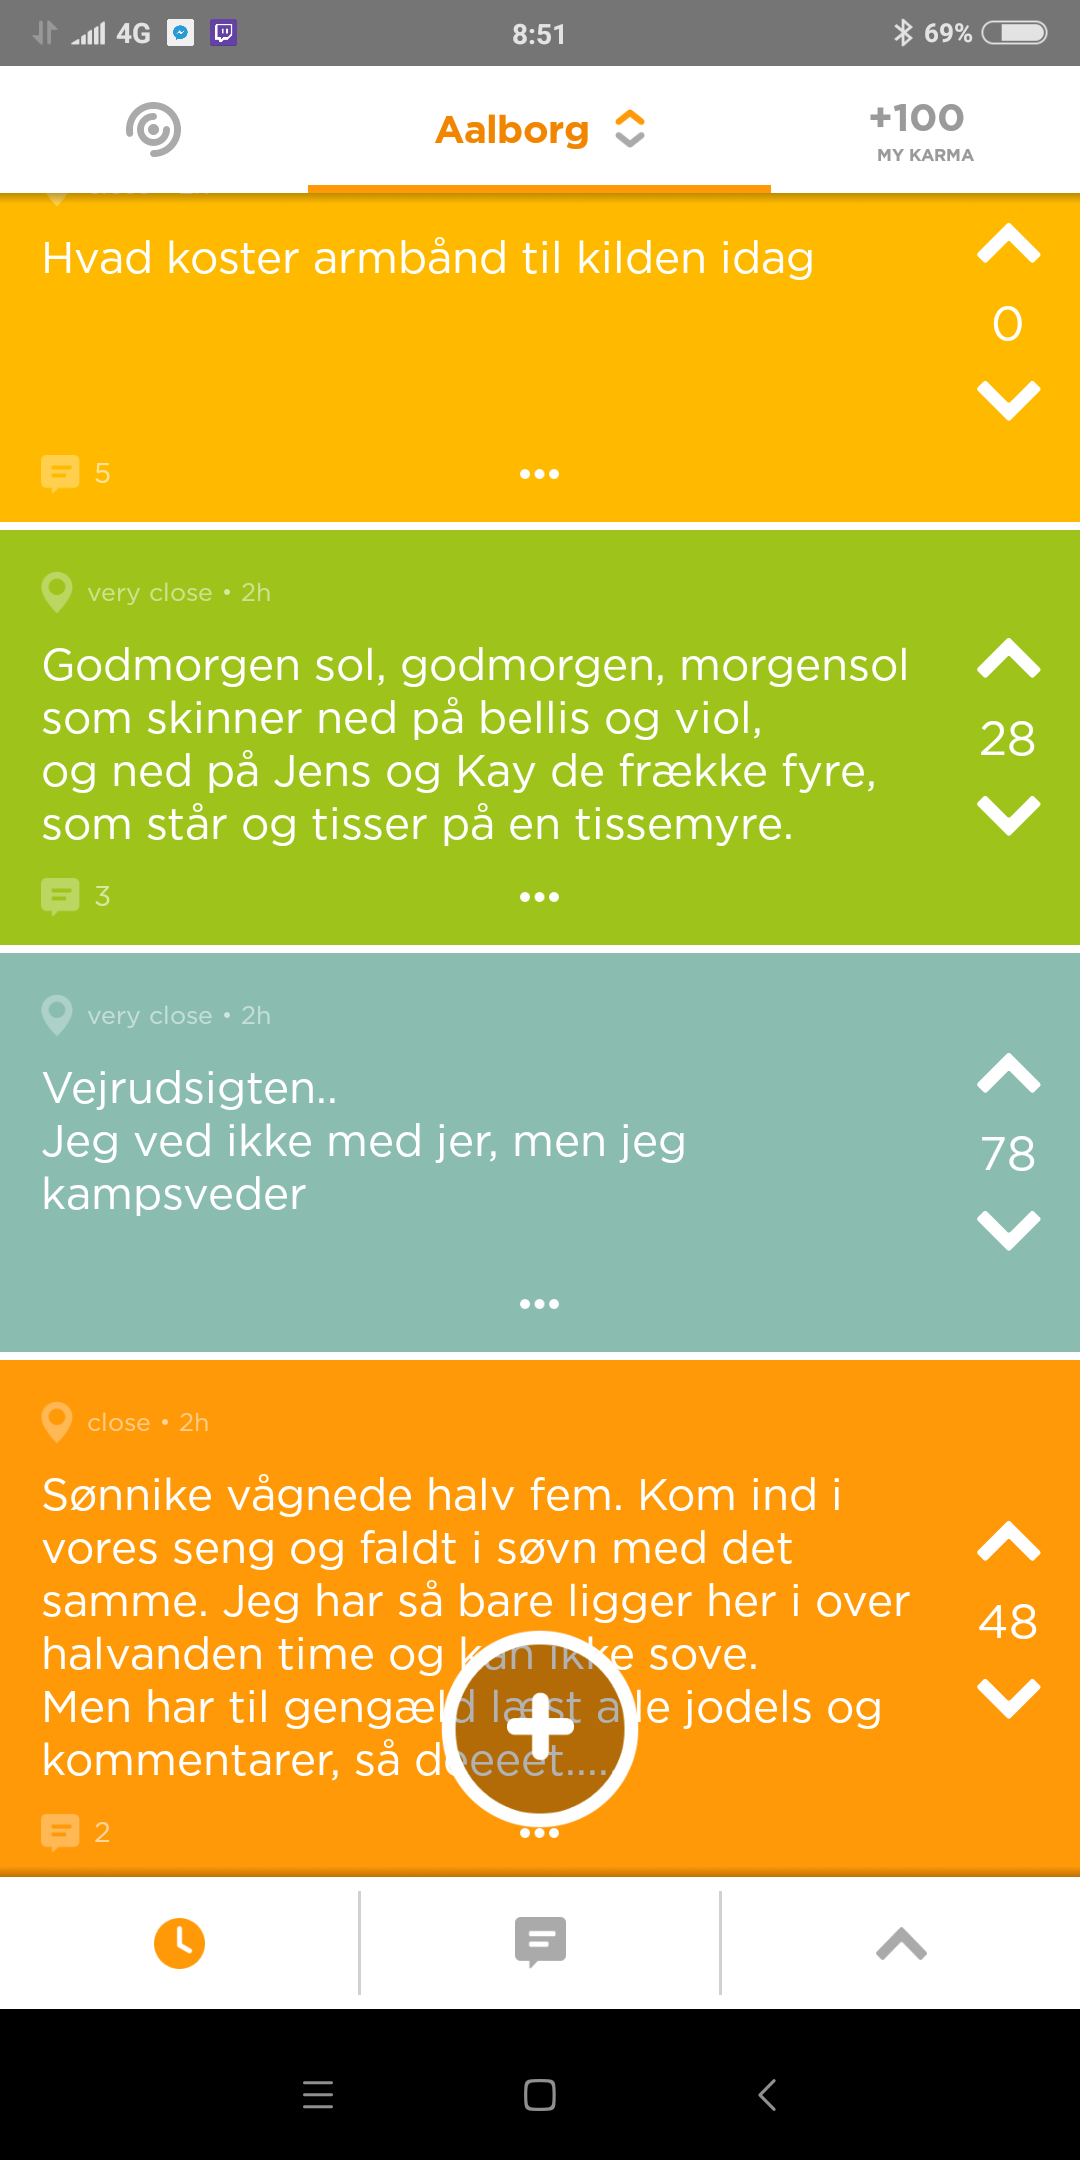 4G
8:51
69%
Aalborg
+100
MY KARMA
Hvad koster armbånd til kilden idag
0
5
very close • 2h
Godmorgen sol, godmorgen, morgensol
som skinner ned på bellis og viol,
og ned på Jens og Kay de frække fyre,
som står og tisser på en tissemyre.
28
3
very close • 2h
Vejrudsigten..
Jeg ved ikke med jer, men jeg
kampsveder
78
close • 2h
Sønnike vågnede halv fem. Kom ind i
vores seng og faldt i søvn med det
samme. Jeg har så bare ligger her i over
halvanden time og kan ikke sove.
Men har til gengæld læst alle jodels og
kommentarer, så deeeet.....
48
2